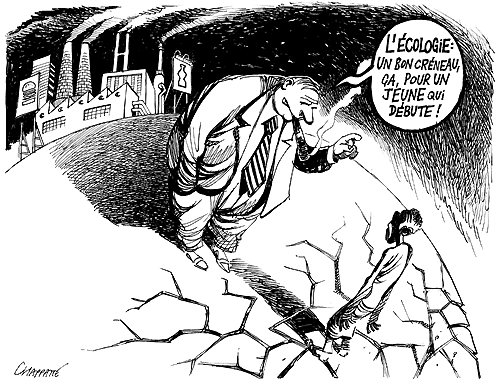 L'ÉCOLOGIE:
UN BON CRÉNEAU,
ÇA, POUR UN
JEUNE QUI
DÉBUTE!
CHAPPATTE